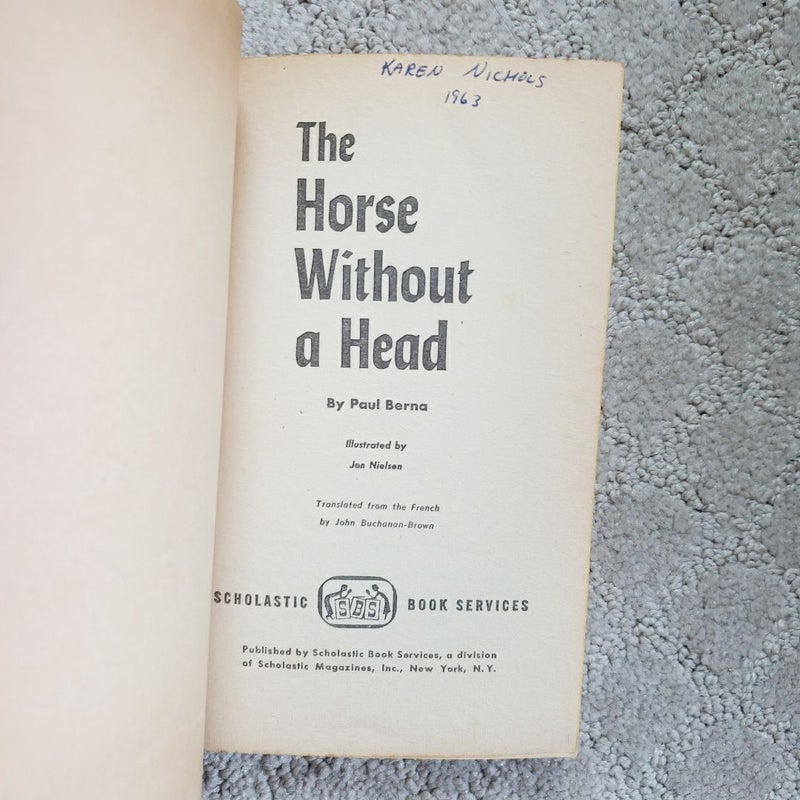 KAREN NICHOLS
1963
The
Horse
Without
a Head
By Paul Berna
Illustrated by
Jon Nielsen
Translated from the French
by John Buchanan-Brown
SCHOLASTIC SBS BOOK SERVICES
Published by Scholastic Book Services, a division
of Scholastic Magazines, Inc., New York, N.Y.